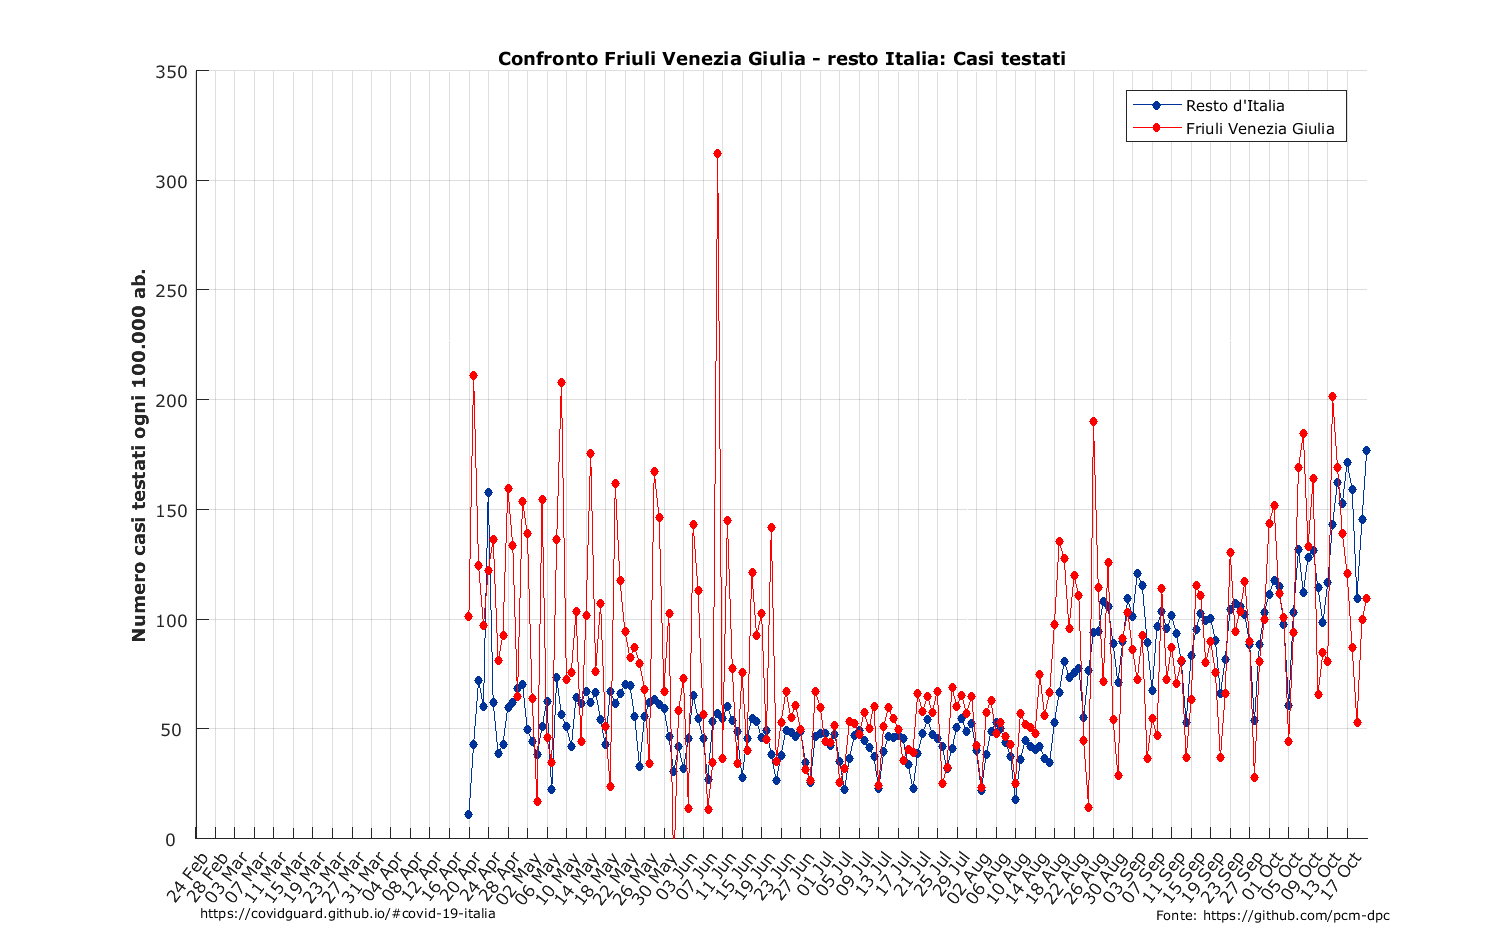 Confronto Friuli Venezia Giulia - resto Italia: Casi testati
Resto d'Italia
Friuli Venezia Giulia
Numero casi testati ogni 100.000 ab.
350
300
250
200
150
100
50
0
24 Feb
28 Feb
03 Mar
07 Mar
11 Mar
15 Mar
19 Mar
23 Mar
27 Mar
31 Mar
04 Apr
08 Apr
12 Apr
16 Apr
20 Apr
24 Apr
28 Apr
02 May
06 May
10 May
14 May
18 May
22 May
26 May
30 May
03 Jun
07 Jun
11 Jun
15 Jun
19 Jun
23 Jun
27 Jun
01 Jul
05 Jul
09 Jul
13 Jul
17 Jul
21 Jul
25 Jul
29 Jul
02 Aug
06 Aug
10 Aug
14 Aug
18 Aug
22 Aug
26 Aug
30 Aug
03 Sep
07 Sep
11 Sep
15 Sep
19 Sep
23 Sep
27 Sep
01 Oct
05 Oct
09 Oct
13 Oct
17 Oct
https://covidguard.github.io/#covid-19-italia
Fonte: https://github.com/pcm-dpc